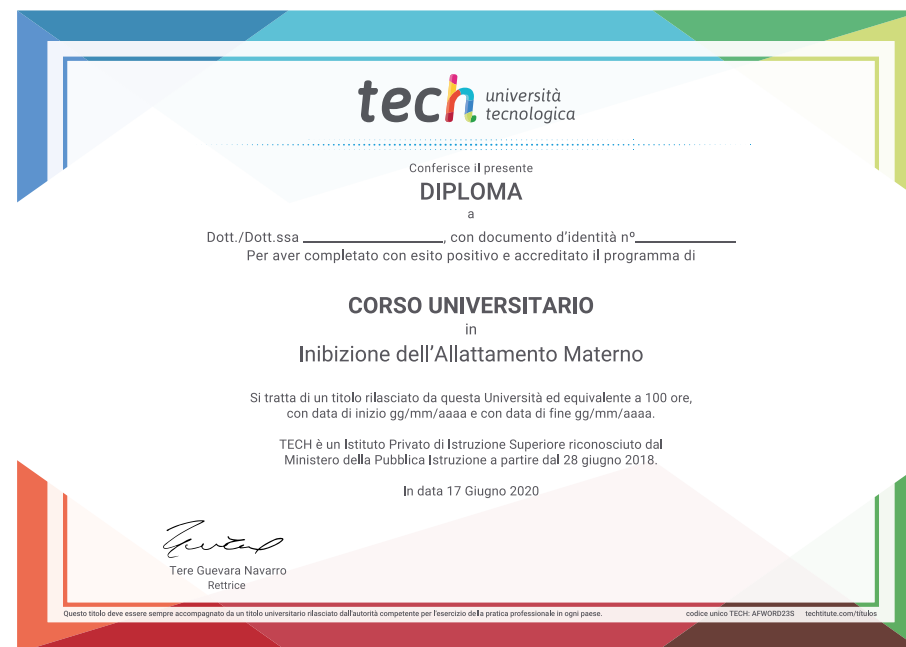 tech università
tecnologica
Conferisce il presente
DIPLOMA
a
Dott./Dott.ssa ____________________, con documento d'identità nº______________
Per aver completato con esito positivo e accreditato il programma di
CORSO UNIVERSITARIO
in
Inibizione dell'Allattamento Materno
Si tratta di un titolo rilasciato da questa Università ed equivalente a 100 ore,
con data di inizio gg/mm/aaaa e con data di fine gg/mm/aaaa.
TECH è un Istituto Privato di Istruzione Superiore riconosciuto dal
Ministero della Pubblica Istruzione a partire dal 28 giugno 2018.
In data 17 Giugno 2020
Tere Guevara Navarro
Rettrice
Questo titolo deve essere sempre accompagnato da un titolo universitario rilasciato dall'autorità competente per l'esercizio della pratica professionale in ogni paese. codice unico TECH: AFWORD23S techtitute.com/titulos